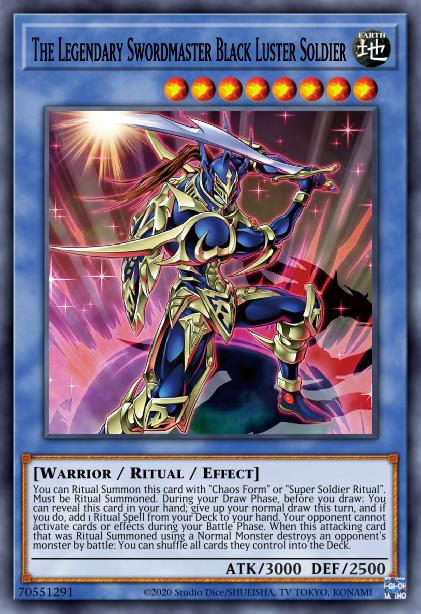 The Legendary Swordmaster Black Luster Soldier
EARTH
地
[Warrior / Ritual / Effect]
You can Ritual Summon this card with "Chaos Form" or "Super Soldier Ritual".
Must be Ritual Summoned. During your Draw Phase, before you draw: You
can reveal this card in your hand; give up your normal draw this turn, and if
you do, add 1 Ritual Spell from your Deck to your hand. Your opponent cannot
activate cards or effects during your Battle Phase. When this attacking card
that was Ritual Summoned using a Normal Monster destroys an opponent's
monster by battle: You can shuffle all cards they control into the Deck.
ATK/3000 DEF/2500
70551291
©2020 Studio Dice/SHUEISHA, TV TOKYO, KONAMI